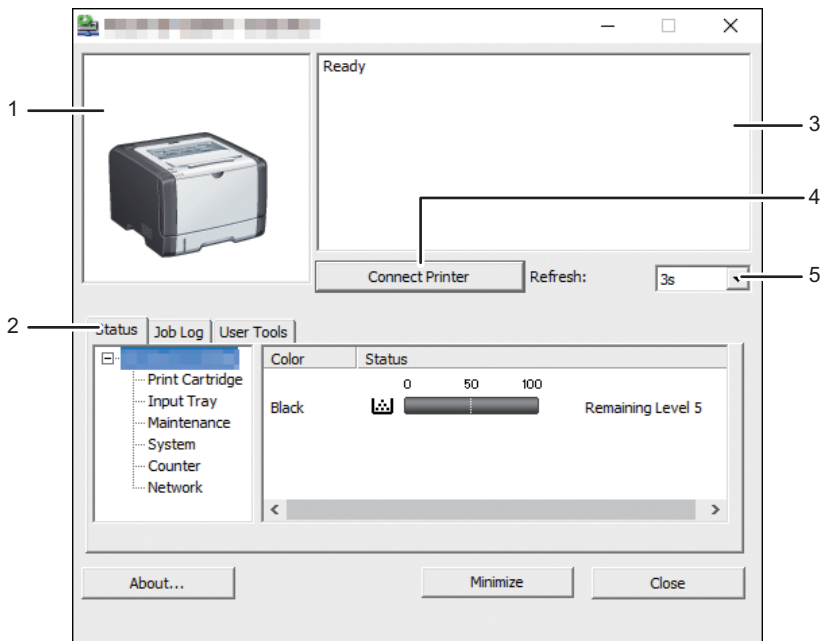 Ready
1
3
4
Connect Printer Refresh: 3s 5
2
Status Job Log User Tools
Color Status
Print Cartridge
Input Tray
Maintenance
System
Counter
Network
0 50 100
Black Remaining Level 5
About... Minimize Close